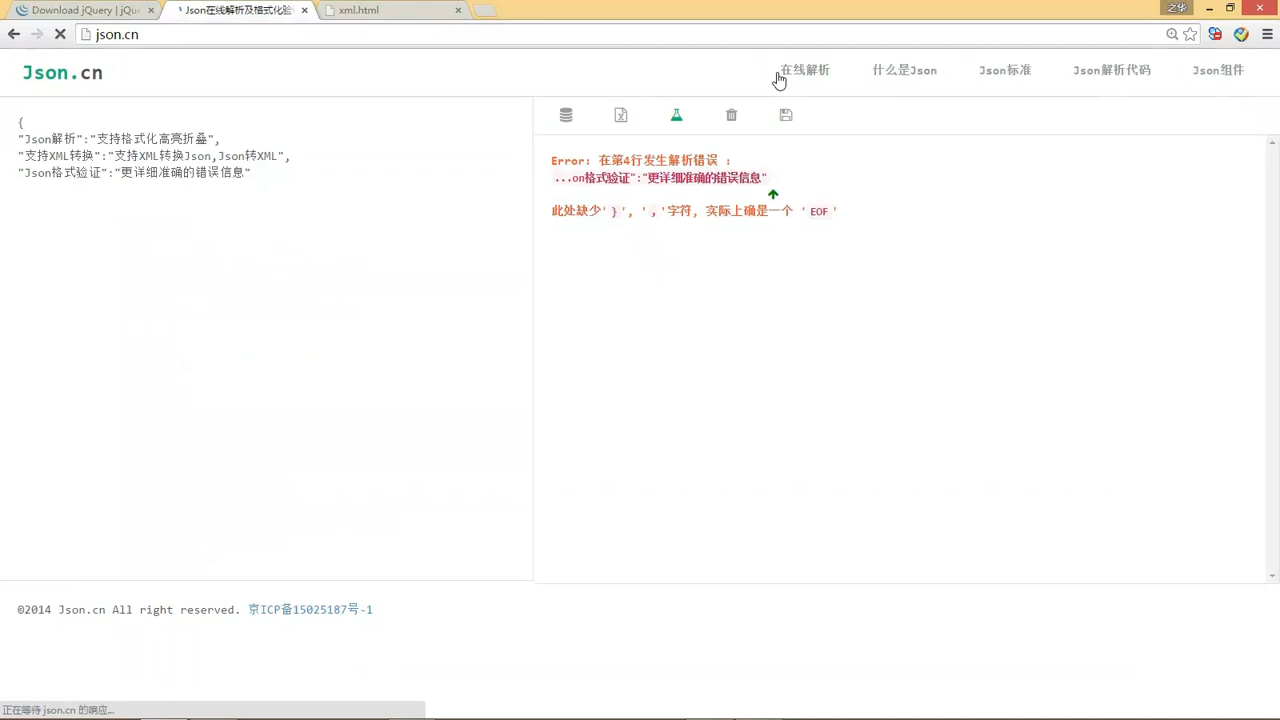 Download jQuery | jQu
Json在线解析及格式化验
xml.html
之华
json.cn
Json.cn
在线解析
什么是Json
Json标准
Json解析代码
Json组件
{
"Json解析":"支持格式化高亮折叠",
"支持XML转换":"支持XML转换Json,Json转XML",
"Json格式验证":"更详细准确的错误信息"
Error: 在第4行发生解析错误 :
...on格式验证":"更详细准确的错误信息"
此处缺少'}', ','字符, 实际上确是一个 'EOF'
©2014 Json.cn All right reserved. 京ICP备15025187号-1
正在等待 json.cn 的响应...